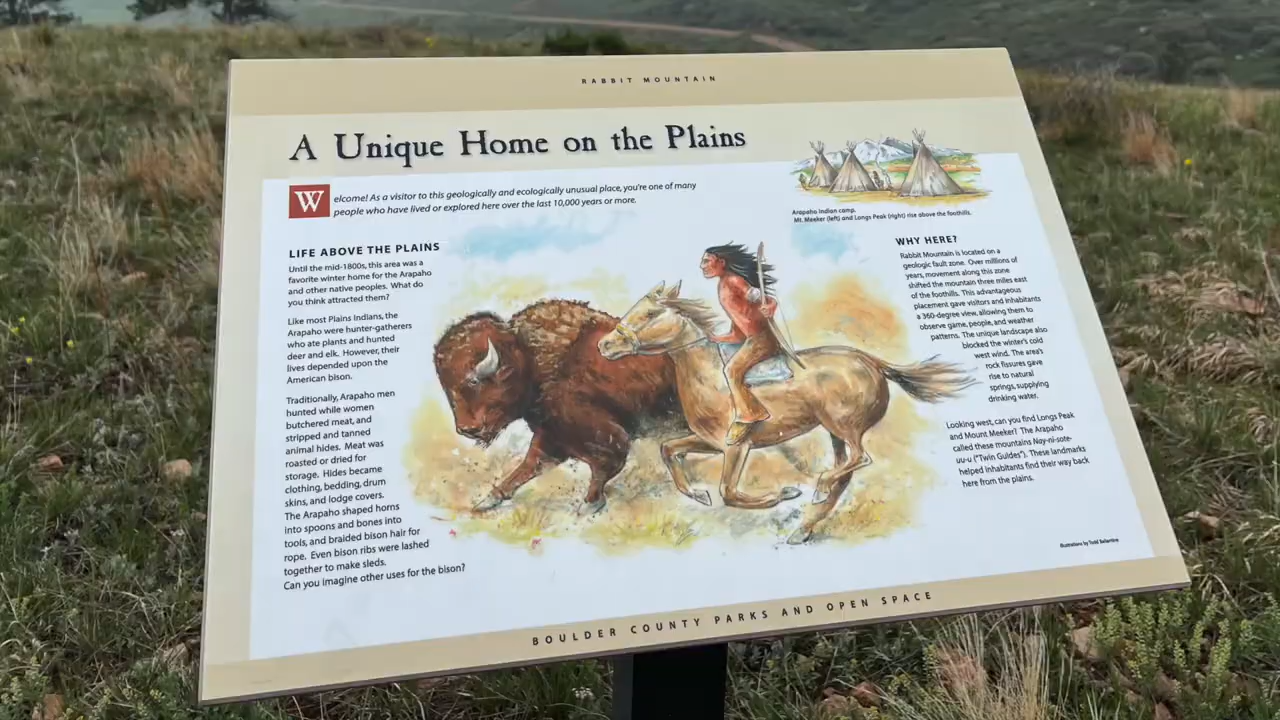 RABBIT MOUNTAIN
A Unique Home on the Plains
Welcome! As a visitor to this geologically and ecologically unusual place, you're one of many
people who have lived or explored here over the last 10,000 years or more.
Arapaho Indian camp.
Mt. Meeker (left) and Longs Peak (right) rise above the foothills.
LIFE ABOVE THE PLAINS
Until the mid-1800s, this area was a
favorite winter home for the Arapaho
and other native peoples. What do
you think attracted them?
Like most Plains Indians, the
Arapaho were hunter-gatherers
who ate plants and hunted
deer and elk. However, their
lives depended upon the
American bison.
Traditionally, Arapaho men
hunted while women
butchered meat, and
stripped and tanned
animal hides. Meat was
roasted or dried for
storage. Hides became
clothing, bedding, drum
skins, and lodge covers.
The Arapaho shaped horns
into spoons and bones into
tools, and braided bison hair for
rope. Even bison ribs were lashed
together to make sleds.
Can you imagine other uses for the bison?
WHY HERE?
Rabbit Mountain is located on a
geologic fault zone. Over millions of
years, movement along this zone
shifted the mountain three miles east
of the foothills. This advantageous
placement gave visitors and inhabitants
a 360-degree view, allowing them to
observe game, people, and weather
patterns. The unique landscape also
blocked the winter's cold
west wind. The area's
rock fissures gave
rise to natural
springs, supplying
drinking water.
Looking west, can you find Longs Peak
and Mount Meeker? The Arapaho
called these mountains Nay-ni-sote-
uu-u ("Twin Guides"). These landmarks
helped inhabitants find their way back
here from the plains.
Illustrations by Todd Ballantine
BOULDER COUNTY PARKS AND OPEN SPACE